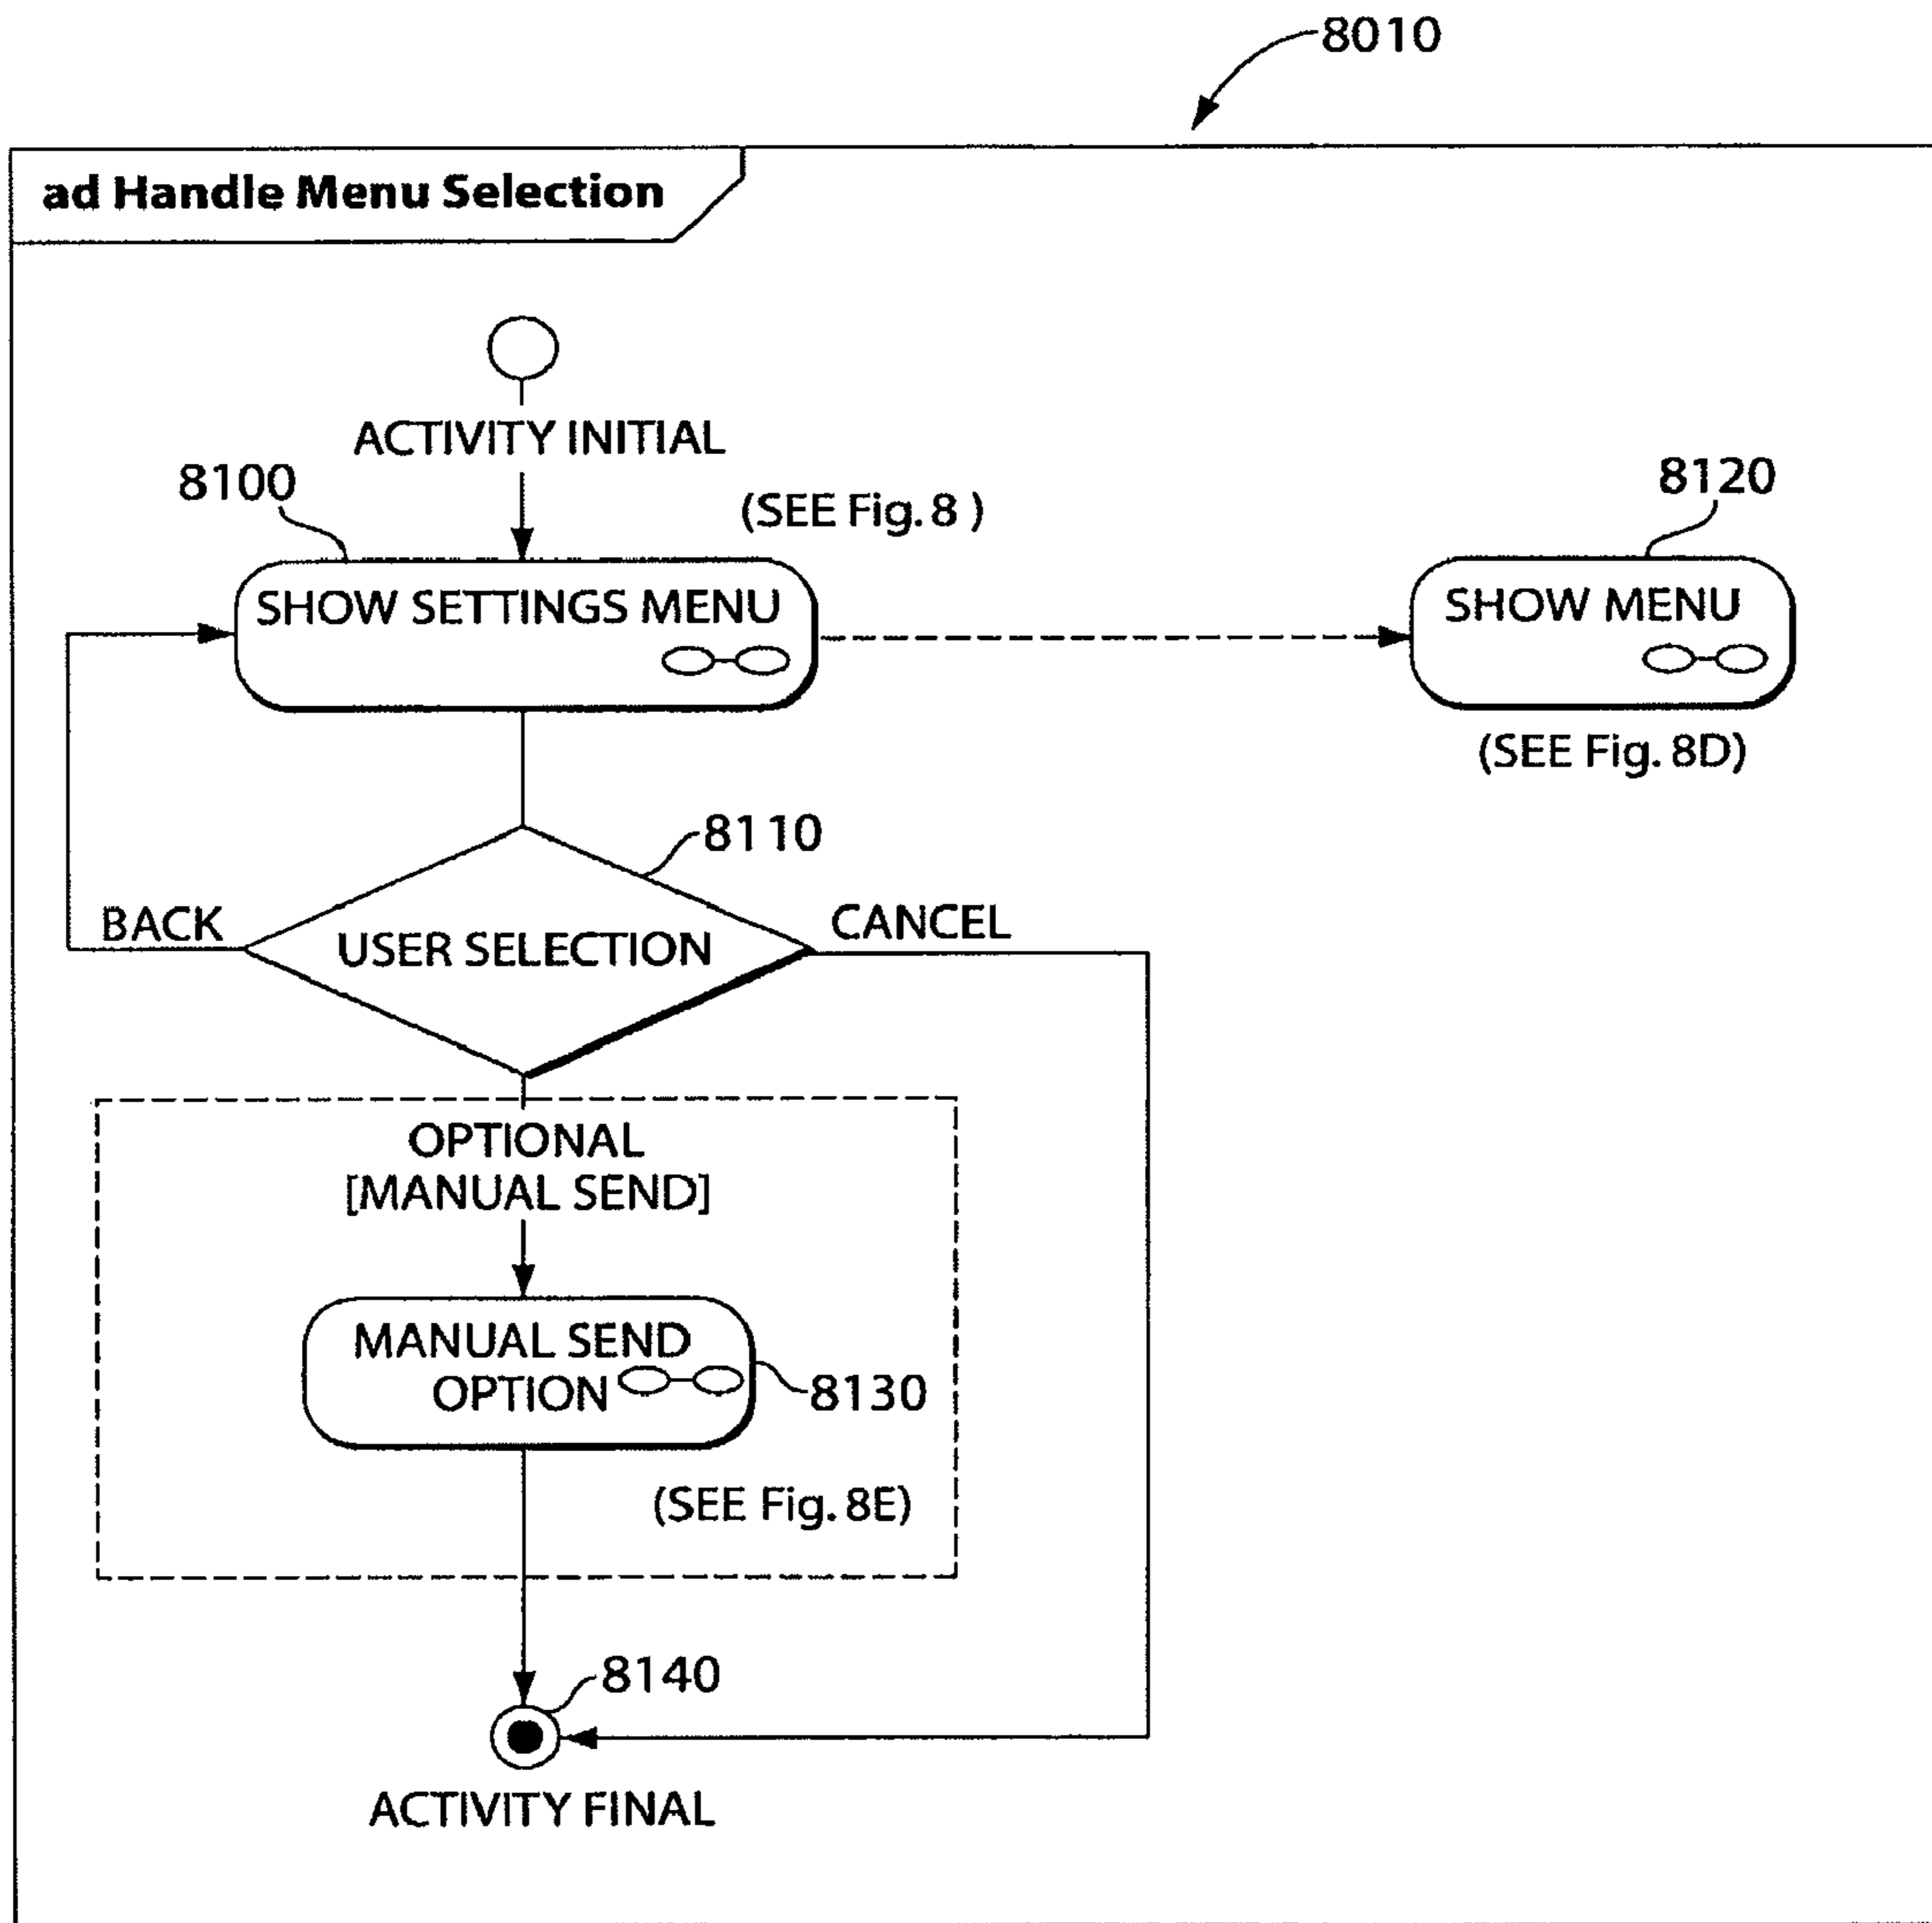 8010
ad Handle Menu Selection
ACTIVITY INITIAL
8100
(SEE Fig. 8 )
8120
SHOW SETTINGS MENU
SHOW MENU
(SEE Fig. 8D)
8110
BACK
USER SELECTION
CANCEL
OPTIONAL
[MANUAL SEND]
MANUAL SEND
OPTION
8130
(SEE Fig. 8E)
8140
ACTIVITY FINAL